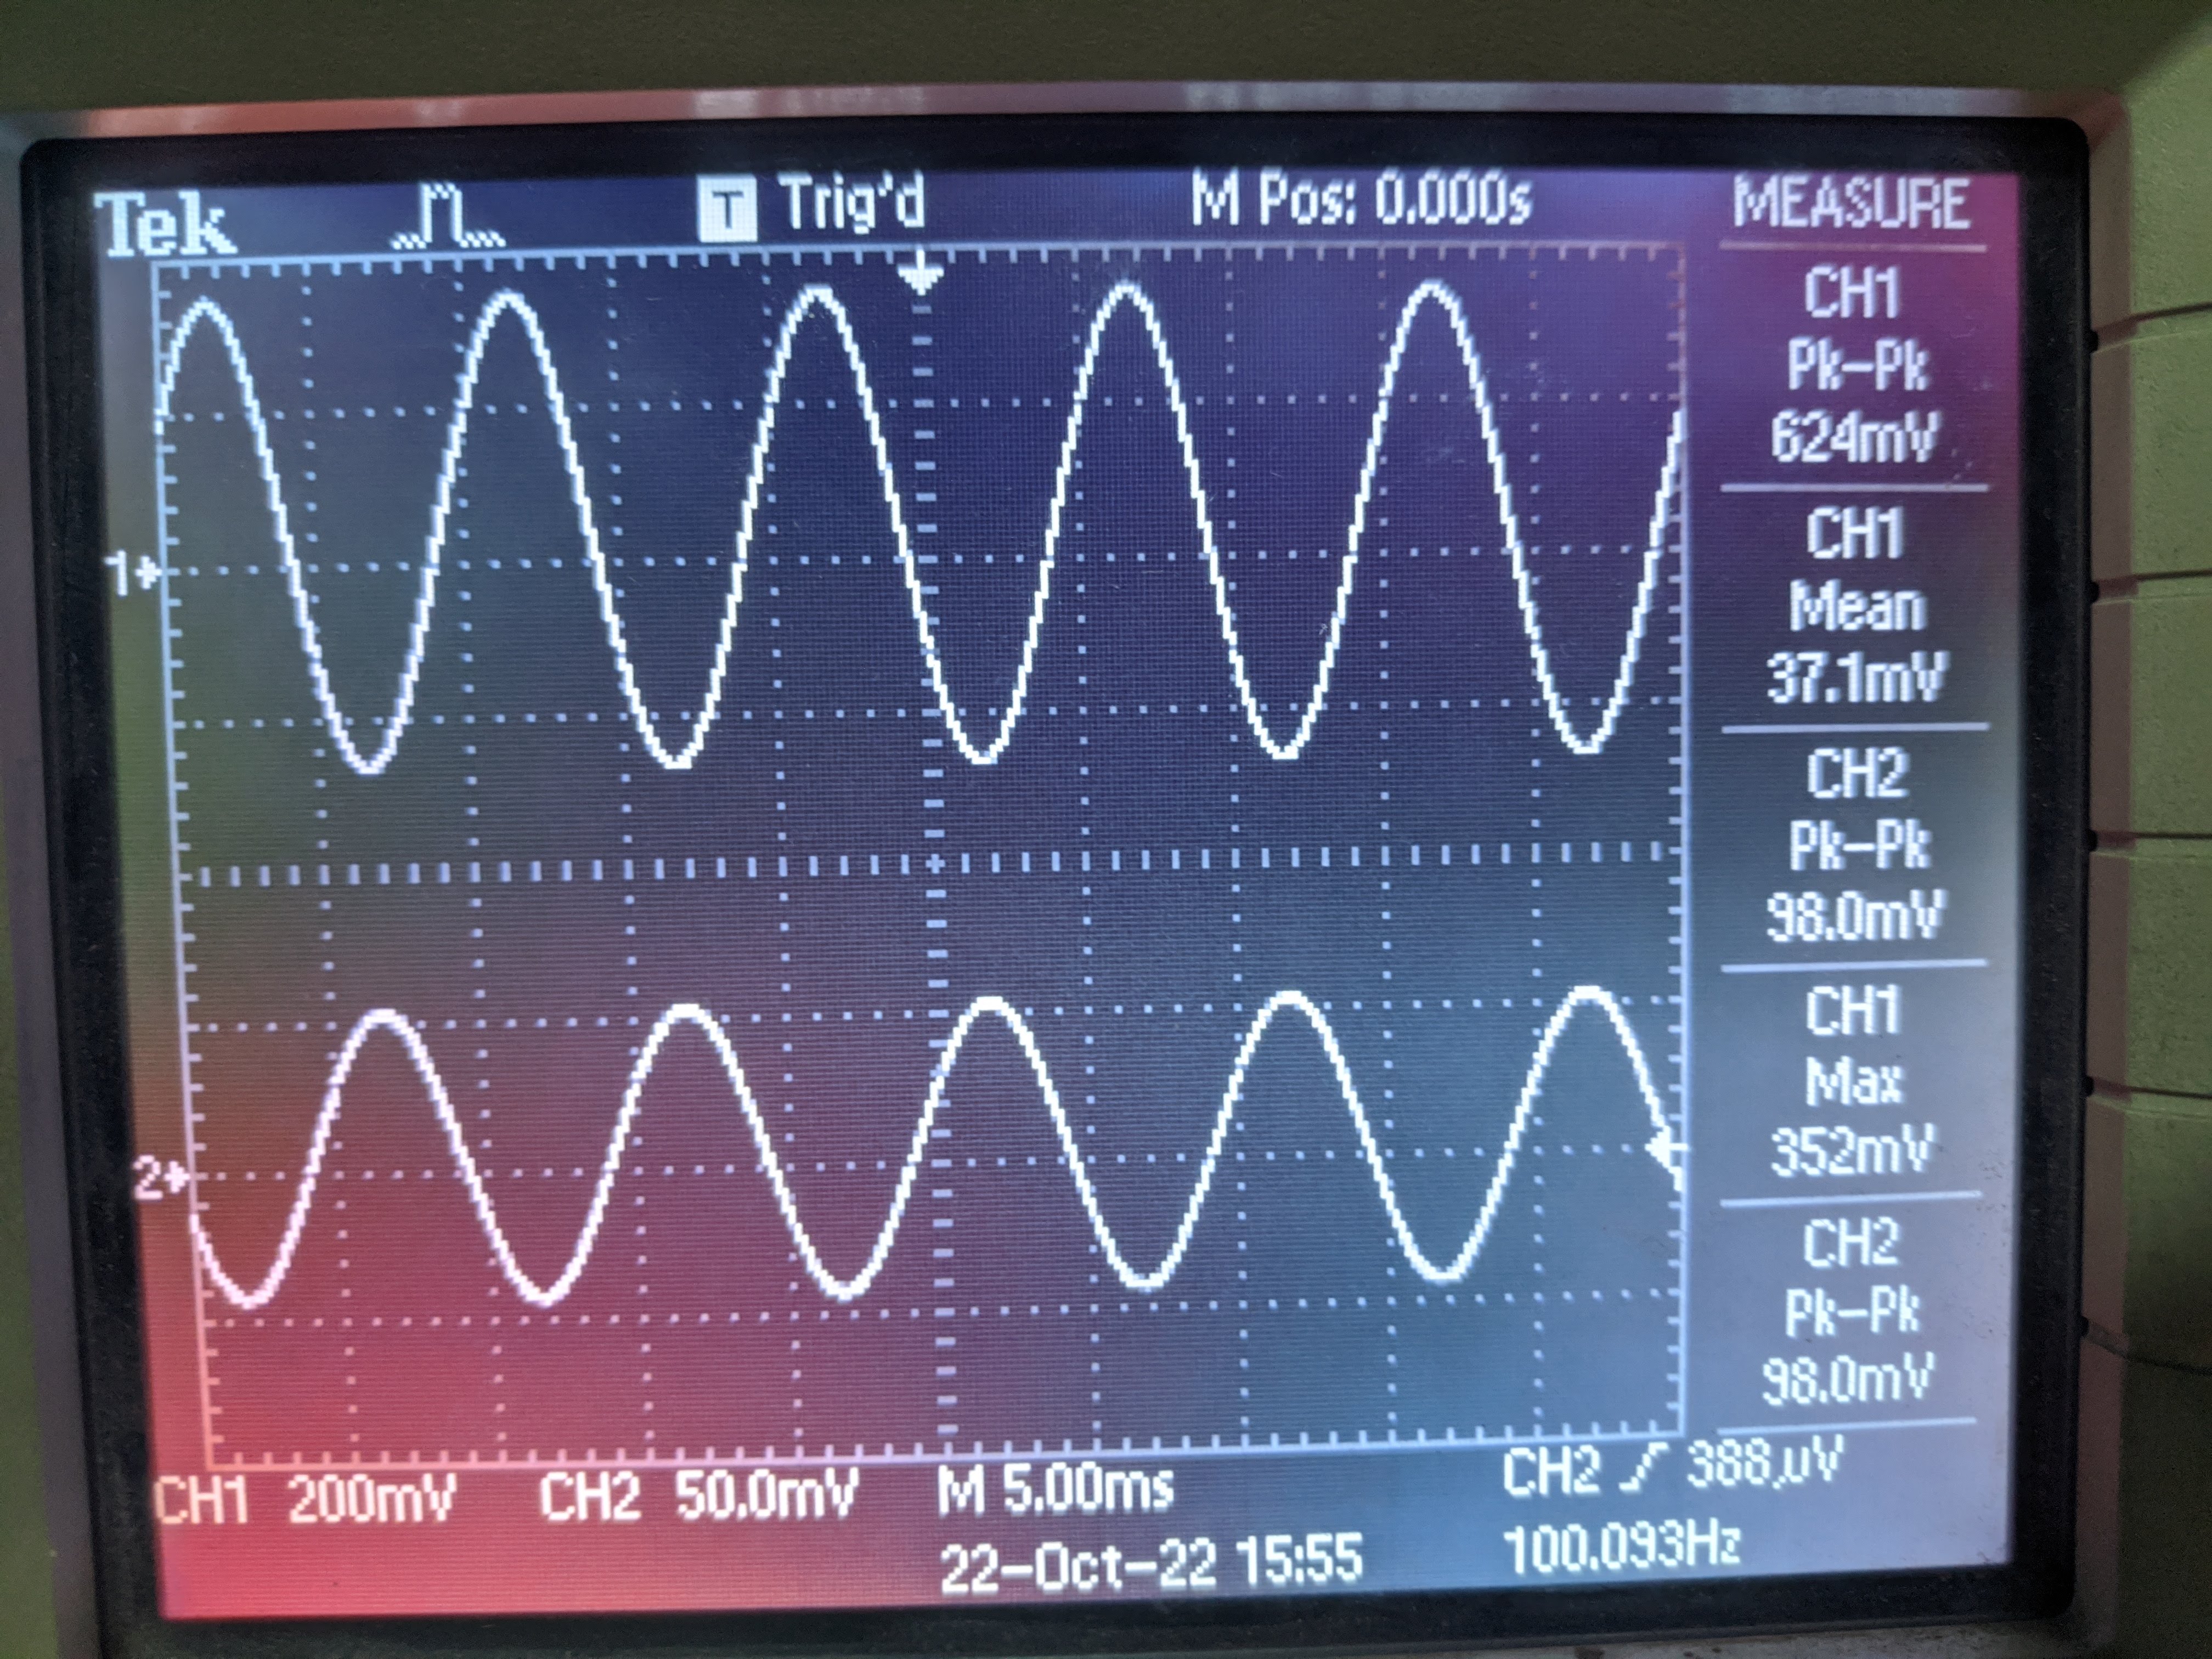 Tek T Trig'd M Pos: 0.000s MEASURE
CH1
Pk-Pk
624mV
1
CH1
Mean
37.1mV
CH2
Pk-Pk
98.0mV
CH1
Max
352mV
2
CH2
Pk-Pk
98.0mV
CH1 200mV CH2 50.0mV M 5.00ms CH2 388µV
22-Oct-22 15:55 100.093Hz